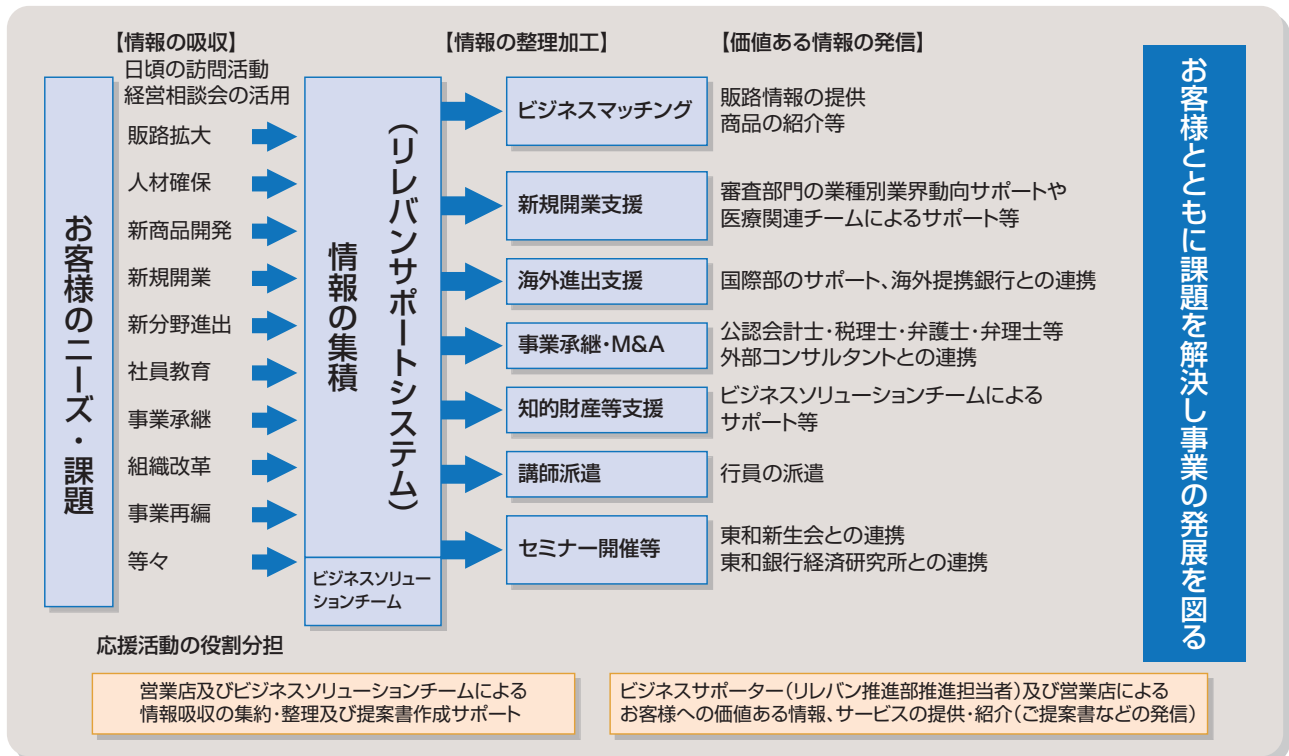 【情報の吸収】
日頃の訪問活動
経営相談会の活用
お客様のニーズ・課題
販路拡大
人材確保
新商品開発
新規開業
新分野進出
社員教育
事業承継
組織改革
事業再編
等々
(リレバンサポートシステム)
情報の集積
ビジネスソリュー
ションチーム
【情報の整理加工】
【価値ある情報の発信】
ビジネスマッチング
販路情報の提供
商品の紹介等
新規開業支援
審査部門の業種別業界動向サポートや
医療関連チームによるサポート等
海外進出支援
国際部のサポート、海外提携銀行との連携
事業承継・M&A
公認会計士・税理士・弁護士・弁理士等
外部コンサルタントとの連携
知的財産等支援
ビジネスソリューションチームによる
サポート等
講師派遣
行員の派遣
セミナー開催等
東和新生会との連携
東和銀行経済研究所との連携
お客様とともに課題を解決し事業の発展を図る
応援活動の役割分担
営業店及びビジネスソリューションチームによる
情報吸収の集約・整理及び提案書作成サポート
ビジネスサポーター(リレバン推進部推進担当者)及び営業店による
お客様への価値ある情報、サービスの提供・紹介(ご提案書などの発信)